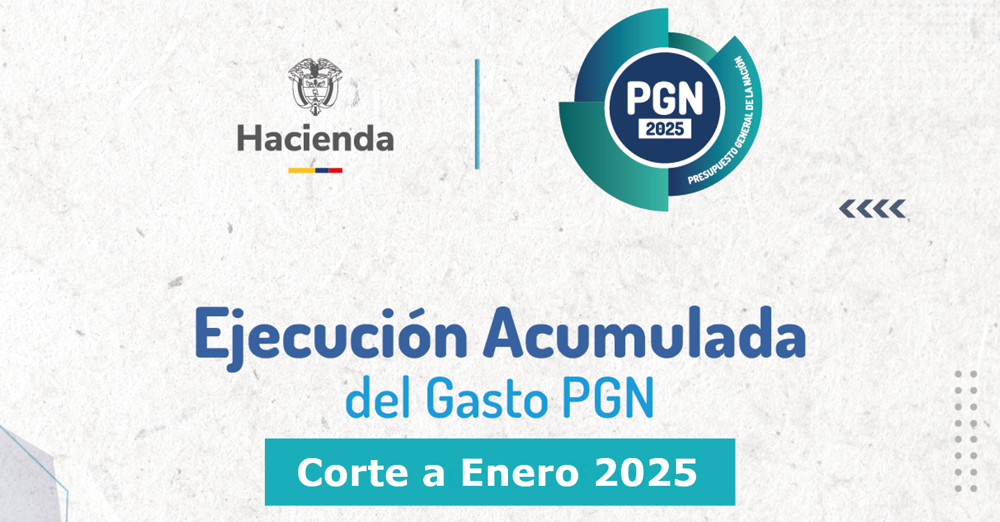 Hacienda
PGN
2025
PRESUPUESTO GENERAL DE LA NACIÓN
Ejecución Acumulada
del Gasto PGN
Corte a Enero 2025